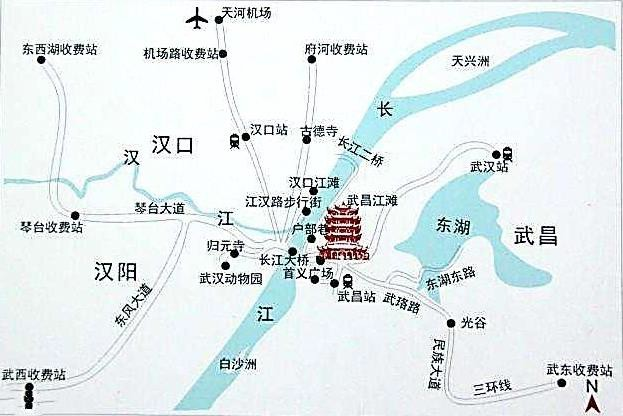 天河机场
东西湖收费站
机场路收费站
府河收费站
天兴洲
长
汉口站
古德寺
长江二桥
汉口
汉
武汉站
汉口江滩
武昌江滩
琴台大道
江汉路步行街
江
琴台收费站
户部巷
东湖
武昌
归元寺
长江大桥
汉阳
武汉动物园
首义广场
东湖东路
武昌站
武珞路
东风大道
江
光谷
白沙洲
民族大道
武西收费站
三环线
武东收费站
N